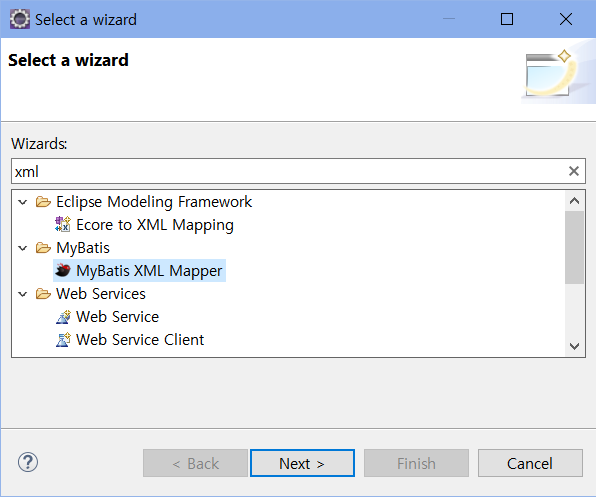 Select a wizard
Select a wizard
Wizards:
xml
Eclipse Modeling Framework
Ecore to XML Mapping
MyBatis
MyBatis XML Mapper
Web Services
Web Service
Web Service Client
? < Back Next > Finish Cancel